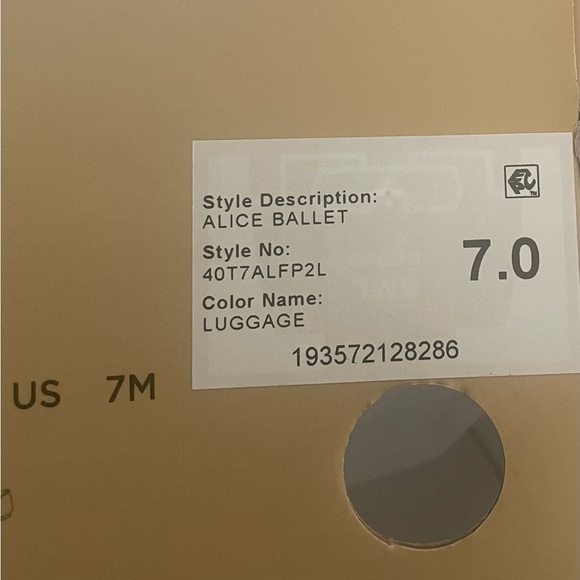 Style Description:
ALICE BALLET
Style No:
40T7ALFP2L
7.0
Color Name:
LUGGAGE
193572128286
US 7M